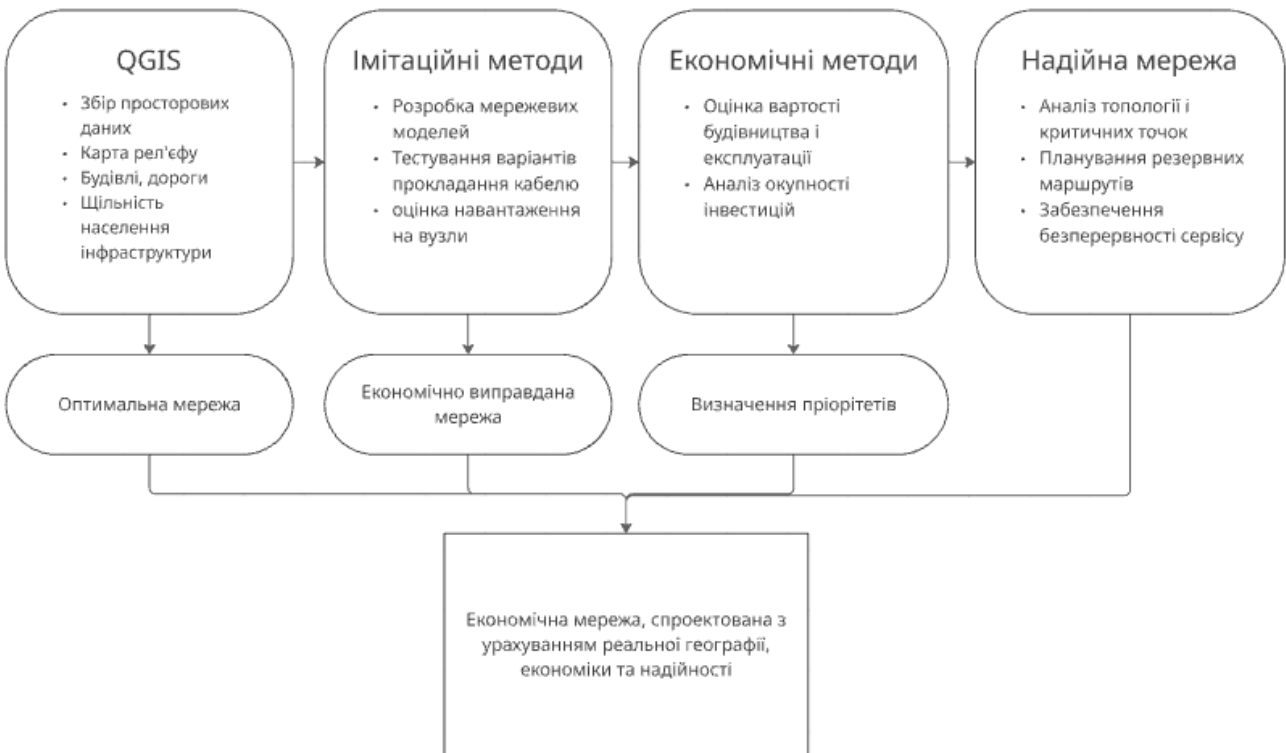 QGIS
• Збір просторових
даних
• Карта рел'єфу
• Будівлі, дороги
• Щільність
населення
інфраструктури
Імітаційні методи
• Розробка мережевих
моделей
• Тестування варіантів
прокладання кабелю
• оцінка навантаження
на вузли
Економічні методи
• Оцінка вартості
будівництва і
експлуатації
• Аналіз окупності
інвестицій
Надійна мережа
• Аналіз топології і
критичних точок
• Планування резервних
маршрутів
• Забезпечення
безперервності сервісу
Оптимальна мережа
Економічно виправдана
мережа
Визначення пріорітетів
Економічна мережа, спроектована з
урахуванням реальної географії,
економіки та надійності